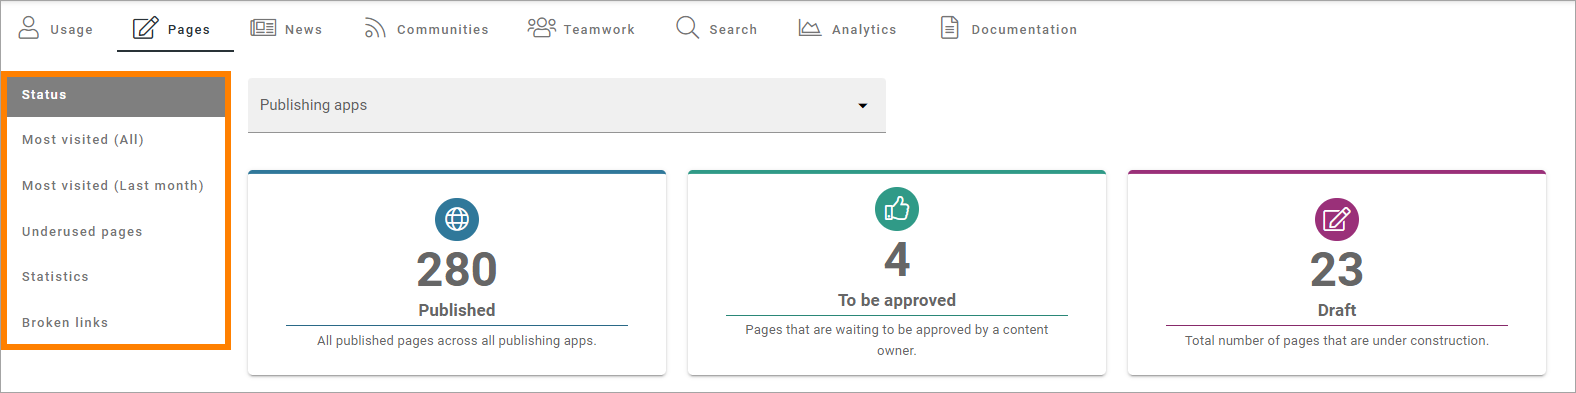 Usage
Pages
News
Communities
Teamwork
Search
Analytics
Documentation
Status
Most visited (All)
Most visited (Last month)
Underused pages
Statistics
Broken links
Publishing apps
280
Published
All published pages across all publishing apps.
4
To be approved
Pages that are waiting to be approved by a content
owner.
23
Draft
Total number of pages that are under construction.